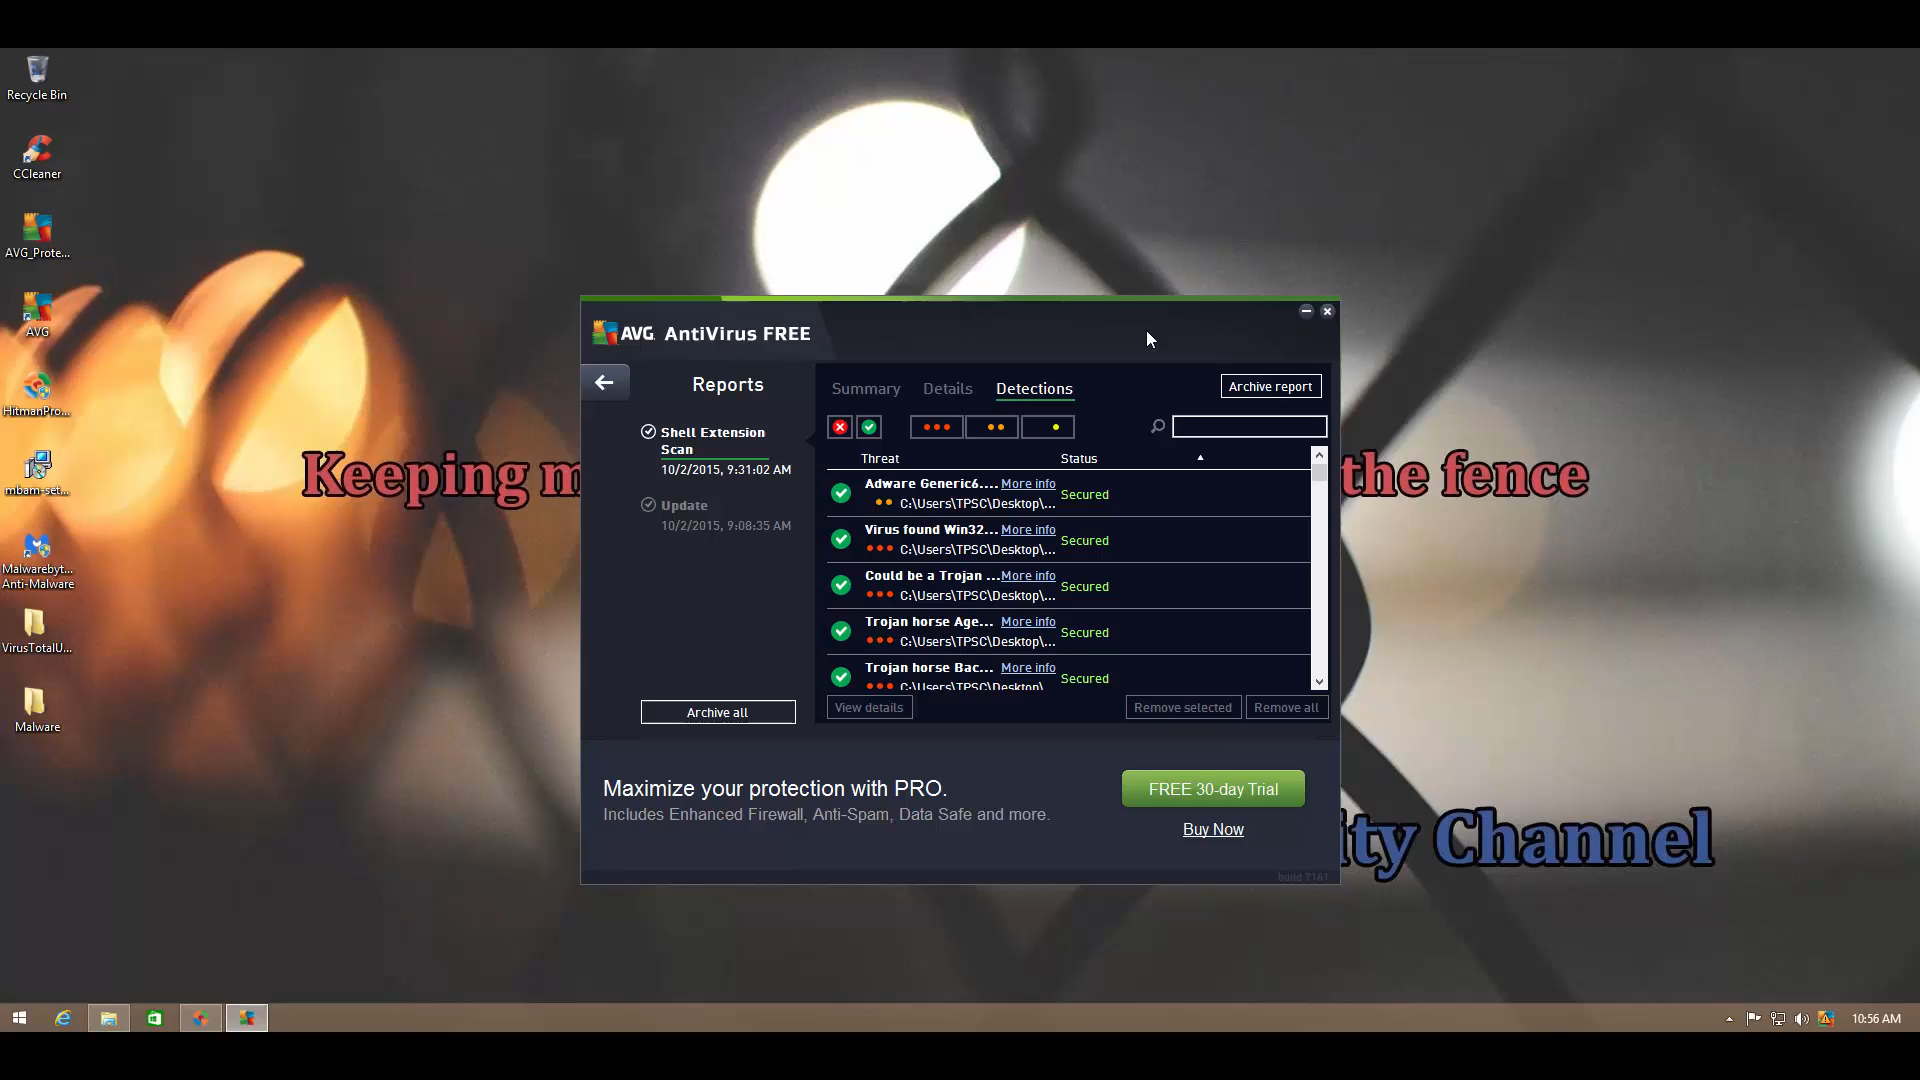 Recycle Bin
CCleaner
AVG_Prote...
AVG
HitmanPro...
mbam-set...
Malwarebyt...
Anti-Malware
VirusTotalU...
Malware
Keeping m
the fence
ity Channel
AVG. AntiVirus FREE
Reports
Shell Extension
Scan
10/2/2015, 9:31:02 AM
Update
10/2/2015, 9:08:35 AM
Archive all
Summary Details Detections
Archive report
Threat Status
Adware Generic6.... More info
C:\Users\TPSC\Desktop\...
Secured
Virus found Win32... More info
C:\Users\TPSC\Desktop\...
Secured
Could be a Trojan ... More info
C:\Users\TPSC\Desktop\...
Secured
Trojan horse Age... More info
C:\Users\TPSC\Desktop\...
Secured
Trojan horse Bac... More info
C:\Users\TPSC\Desktop\
Secured
View details
Remove selected
Remove all
Maximize your protection with PRO.
Includes Enhanced Firewall, Anti-Spam, Data Safe and more.
FREE 30-day Trial
Buy Now
build 7161
10:56 AM